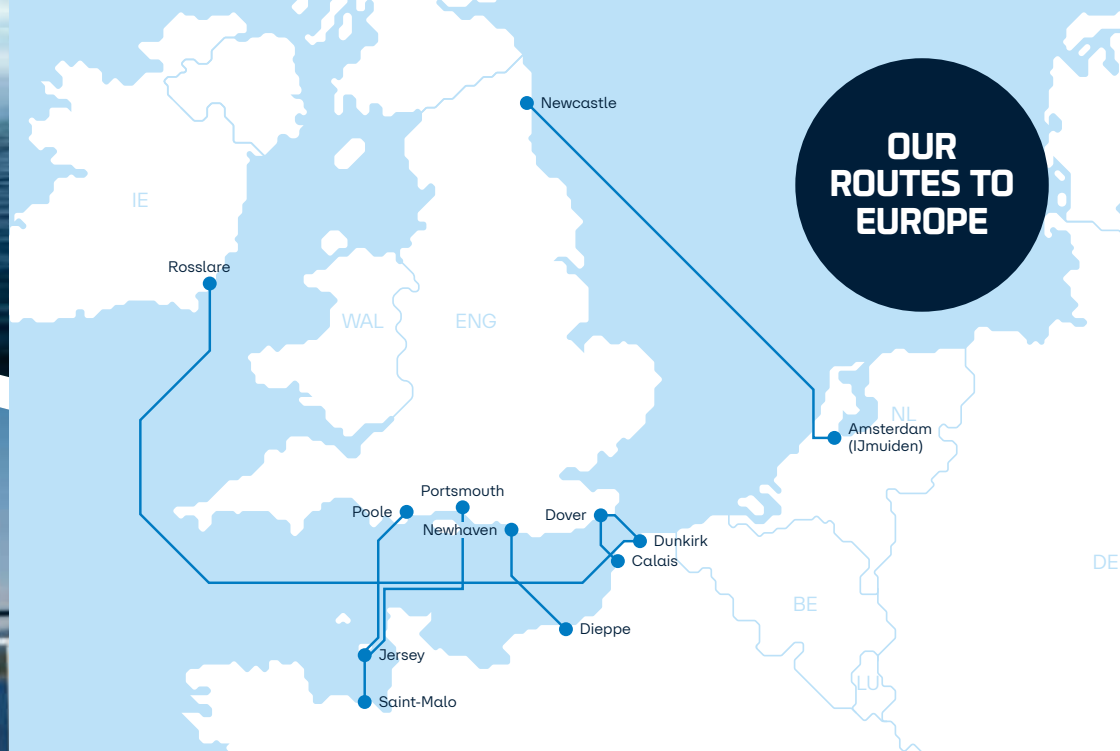 Newcastle
OUR
ROUTES TO
EUROPE
IE
Rosslare
WAL
ENG
NL
Amsterdam
(IJmuiden)
Portsmouth
Poole
Dover
Newhaven
Dunkirk
Calais
DE
BE
Dieppe
Jersey
LU
Saint-Malo